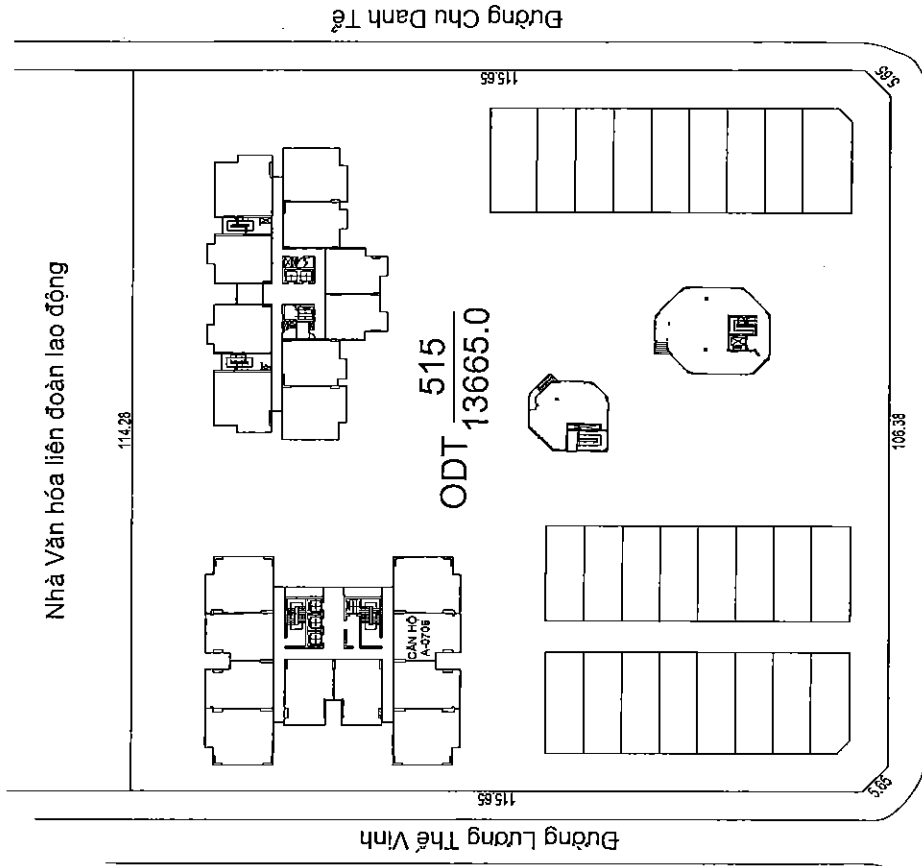 Đường Chu Danh Tể
115.65
5.65
Nhà Văn hóa liên đoàn lao động
114.28
ODT
515
13665.0
CĂN HỘ
A-0706
106.38
5.65
115.65
Đường Lương Thế Vinh